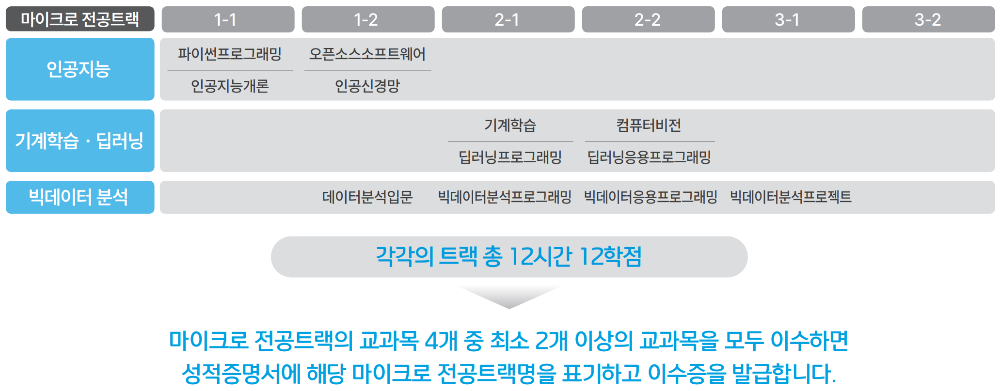 마이크로 전공트랙 1-1 1-2 2-1 2-2 3-1 3-2
인공지능
파이썬프로그래밍 오픈소스소프트웨어
인공지능개론 인공신경망
기계학습 · 딥러닝
기계학습 컴퓨터비전
딥러닝프로그래밍 딥러닝응용프로그래밍
빅데이터 분석 데이터분석입문 빅데이터분석프로그래밍 빅데이터응용프로그래밍 빅데이터분석프로젝트
각각의 트랙 총 12시간 12학점
마이크로 전공트랙의 교과목 4개 중 최소 2개 이상의 교과목을 모두 이수하면
성적증명서에 해당 마이크로 전공트랙명을 표기하고 이수증을 발급합니다.